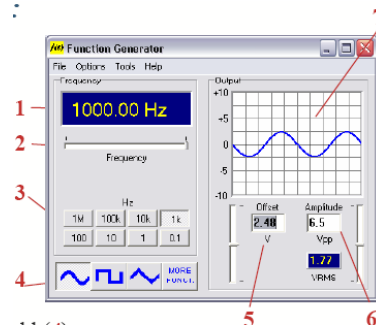 f(x) Function Generator
File Options Tools Help
Frequency
1
1000.00 Hz
2
Frequency
3
Hz
1M 100k 10k 1k
100 10 1 0.1
4
MORE
FUNCT.
Output
+10
+5
0
-5
-10
Offset Amplitude
2.48 6.5
V Vpp
1.77
VRMS
5 6